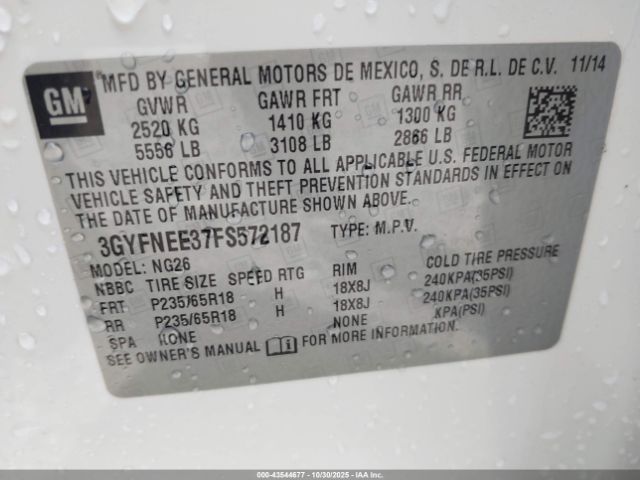 GM
MFD BY GENERAL MOTORS DE MEXICO, S. DE R.L. DE C.V. 11/14
GVWR GAWR FRT GAWR RR
2520 KG 1410 KG 1300 KG
5556 LB 3108 LB 2866 LB
THIS VEHICLE CONFORMS TO ALL APPLICABLE U.S. FEDERAL MOTOR
VEHICLE SAFETY AND THEFT PREVENTION STANDARDS IN EFFECT ON
THE DATE OF MANUFACTURE SHOWN ABOVE.
3GYFNEE37FS572187 TYPE: M.P.V.
MODEL: NG26
NBBC TIRE SIZE SPEED RTG RIM COLD TIRE PRESSURE
FRT P235/65R18 H 18X8J 240KPA(35PSI)
RR P235/65R18 H 18X8J 240KPA(35PSI)
SPA NONE NONE KPA(PSI)
SEE OWNER'S MANUAL FOR MORE INFORMATION.
000-43544677 - 10/30/2025 - IAAI.COM